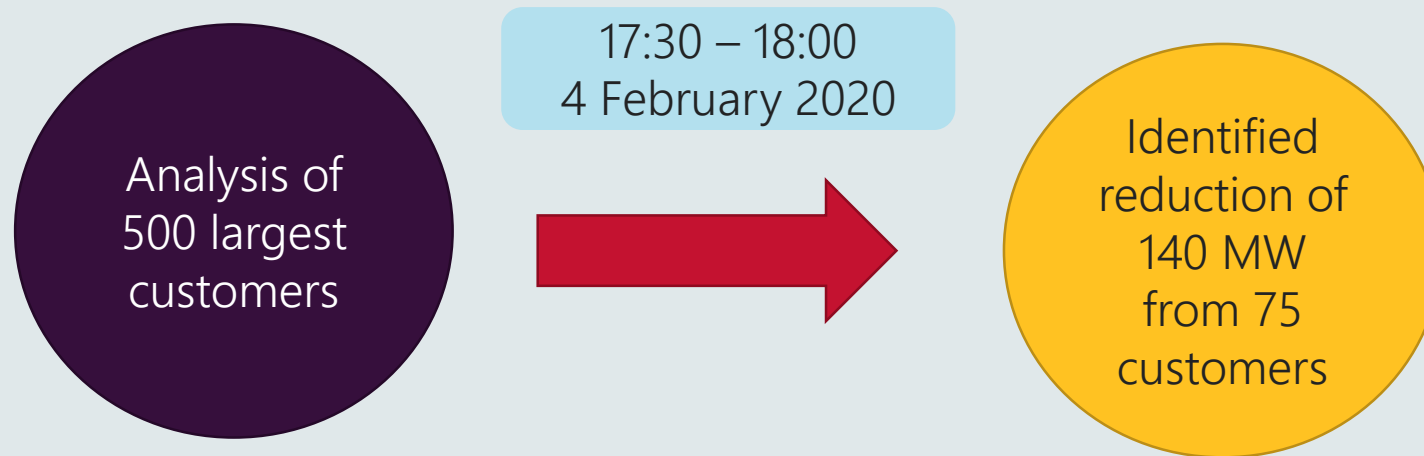 Analysis of
500 largest
customers
17:30 – 18:00
4 February 2020
Identified
reduction of
140 MW
from 75
customers